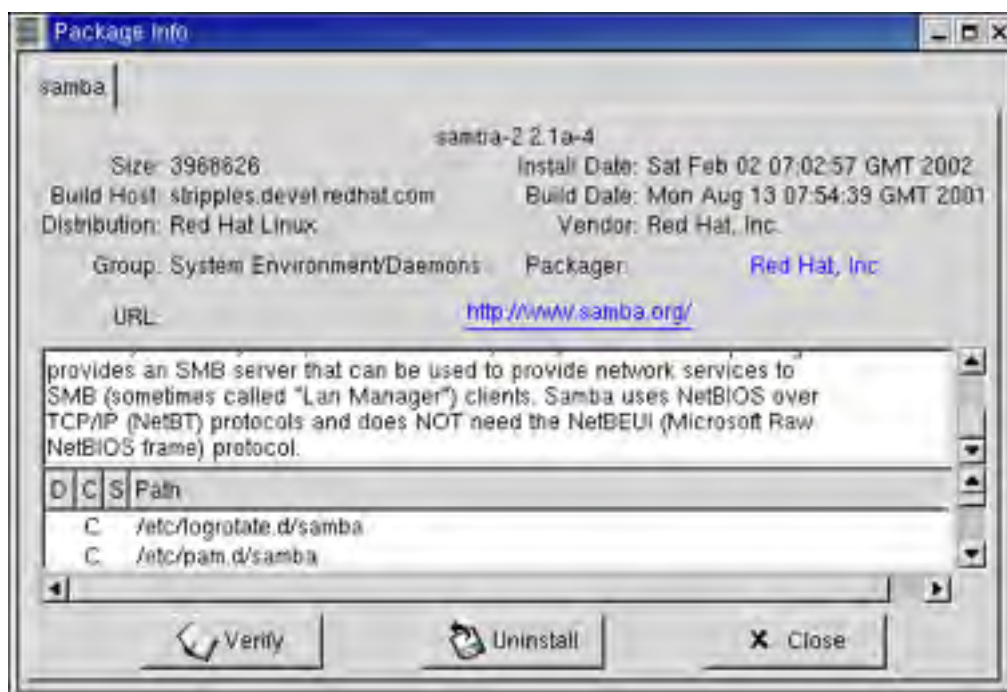 Package Info
samba
samba-2.2.1a-4
Size: 3968626 Install Date: Sat Feb 02 07:02:57 GMT 2002
Build Host: stripples.devel.redhat.com Build Date: Mon Aug 13 07:54:39 GMT 2001
Distribution: Red Hat Linux Vendor: Red Hat, Inc.
Group: System Environment/Daemons Packager: Red Hat, Inc
URL: http://www.samba.org/
provides an SMB server that can be used to provide network services to
SMB (sometimes called "Lan Manager") clients. Samba uses NetBIOS over
TCP/IP (NetBT) protocols and does NOT need the NetBEUI (Microsoft Raw
NetBIOS frame) protocol.
D C S Path
C /etc/logrotate.d/samba
C /etc/pam.d/samba
Verify Uninstall Close